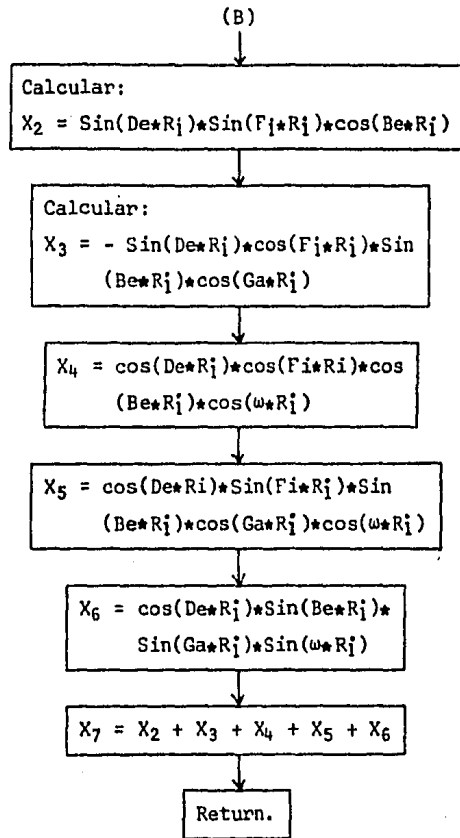 (B)
Calcular:
X₂ = Sin(De*Ri)*Sin(Fi*Ri)*cos(Be*Ri)
Calcular:
X₃ = - Sin(De*Ri)*cos(Fi*Ri)*Sin
(Be*Ri)*cos(Ga*Ri)
X₄ = cos(De*Ri)*cos(Fi*Ri)*cos
(Be*Ri)*cos(ω*Ri)
X₅ = cos(De*Ri)*Sin(Fi*Ri)*Sin
(Be*Ri)*cos(Ga*Ri)*cos(ω*Ri)
X₆ = cos(De*Ri)*Sin(Be*Ri)*
Sin(Ga*Ri)*Sin(ω*Ri)
X₇ = X₂ + X₃ + X₄ + X₅ + X₆
Return.